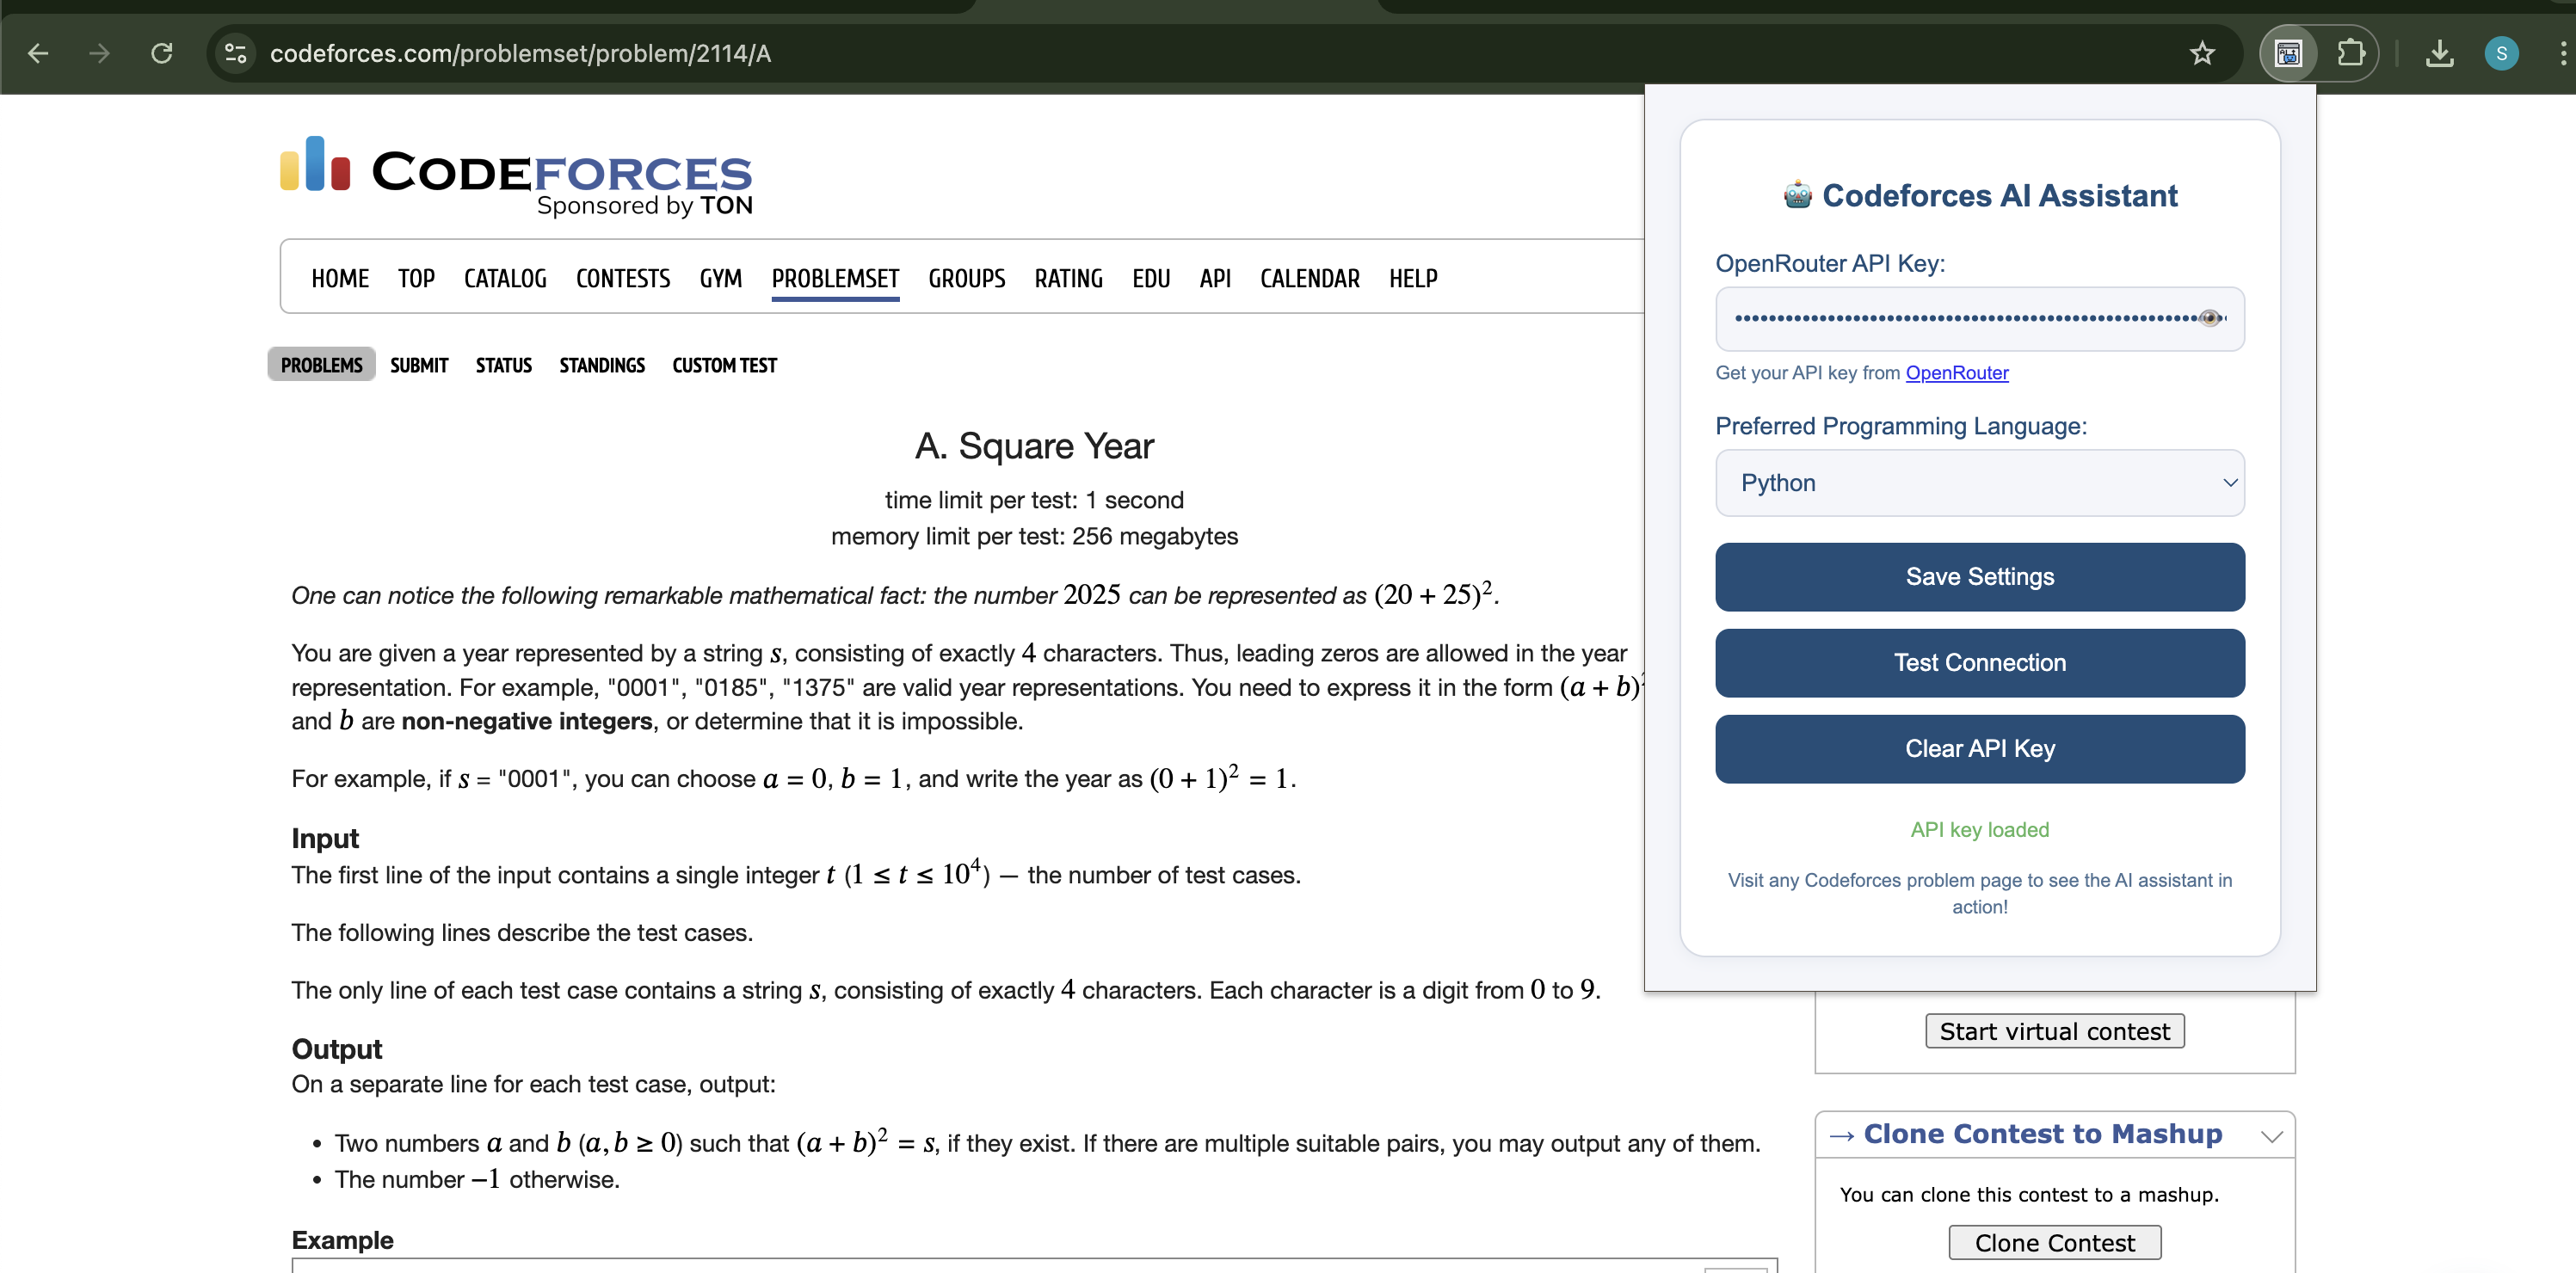 codeforces.com/problemset/problem/2114/A
S
CODEFORCES
Sponsored by TON
HOME TOP CATALOG CONTESTS GYM PROBLEMSET GROUPS RATING EDU API CALENDAR HELP
PROBLEMS SUBMIT STATUS STANDINGS CUSTOM TEST
A. Square Year
time limit per test: 1 second
memory limit per test: 256 megabytes
One can notice the following remarkable mathematical fact: the number 2025 can be represented as (20 + 25)².
You are given a year represented by a string s, consisting of exactly 4 characters. Thus, leading zeros are allowed in the year
representation. For example, "0001", "0185", "1375" are valid year representations. You need to express it in the form (a + b)²
and b are non-negative integers, or determine that it is impossible.
For example, if s = "0001", you can choose a = 0, b = 1, and write the year as (0 + 1)² = 1.
Input
The first line of the input contains a single integer t (1 ≤ t ≤ 10⁴) — the number of test cases.
The following lines describe the test cases.
The only line of each test case contains a string s, consisting of exactly 4 characters. Each character is a digit from 0 to 9.
Output
On a separate line for each test case, output:
• Two numbers a and b (a, b ≥ 0) such that (a + b)² = s, if they exist. If there are multiple suitable pairs, you may output any of them.
• The number −1 otherwise.
Example
🤖 Codeforces AI Assistant
OpenRouter API Key:
Get your API key from OpenRouter
Preferred Programming Language:
Python
Save Settings
Test Connection
Clear API Key
API key loaded
Visit any Codeforces problem page to see the AI assistant in
action!
Start virtual contest
→ Clone Contest to Mashup
You can clone this contest to a mashup.
Clone Contest